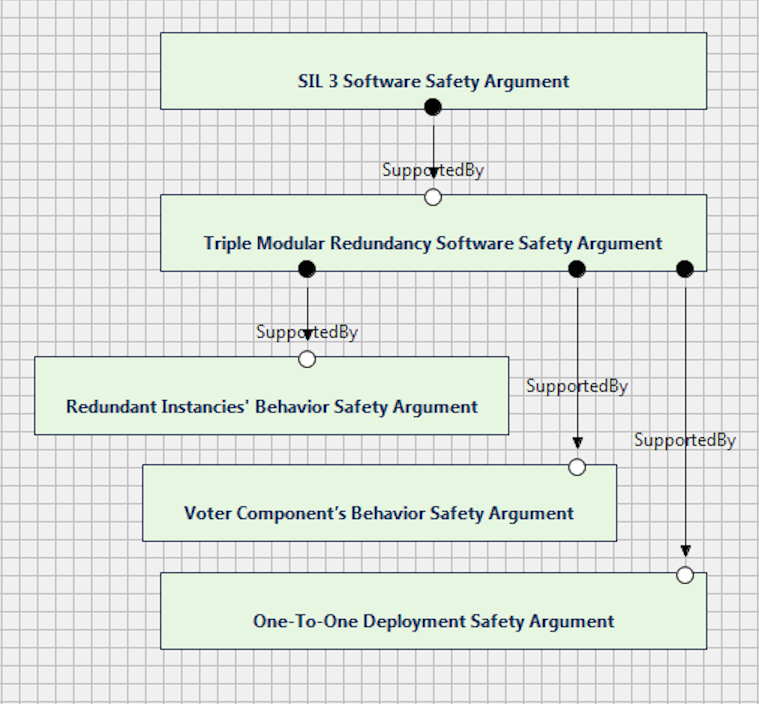 SIL 3 Software Safety Argument
SupportedBy
Triple Modular Redundancy Software Safety Argument
SupportedBy
Redundant Instancies' Behavior Safety Argument
SupportedBy
SupportedBy
Voter Component’s Behavior Safety Argument
One-To-One Deployment Safety Argument